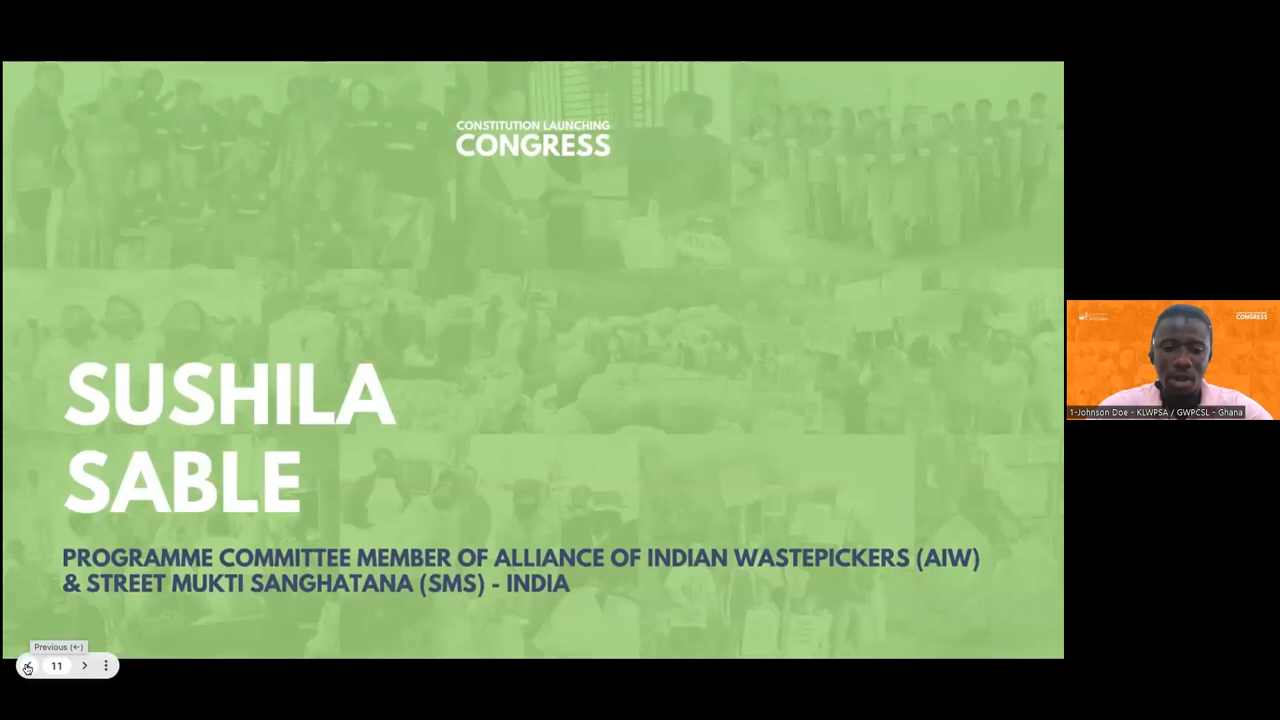 CONSTITUTION LAUNCHING
CONGRESS
SUSHILA
SABLE
PROGRAMME COMMITTEE MEMBER OF ALLIANCE OF INDIAN WASTEPICKERS (AIW)
& STREET MUKTI SANGHATANA (SMS) - INDIA
Previous (←)
11
CONGRESS
1-Johnson Doe - KLWPSA / GWPCSL - Ghana